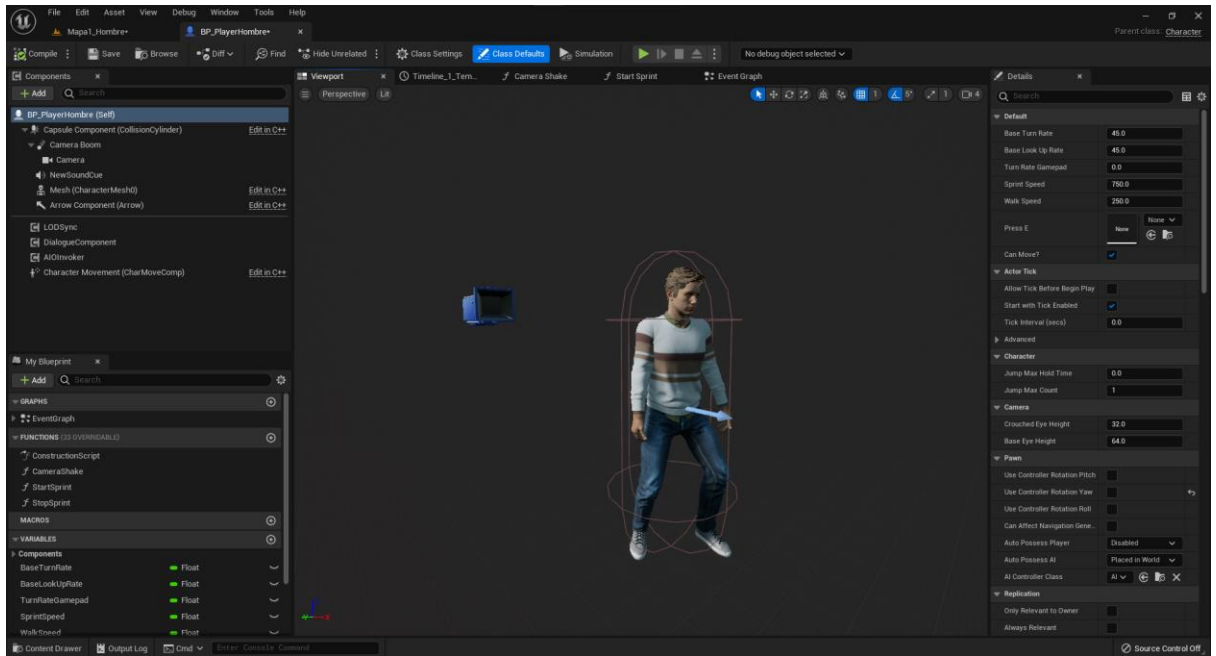 File Edit Asset View Debug Window Tools Help
Mapa1_Hombre•
BP_PlayerHombre•
Parent class: Character
Compile
Save
Browse
Diff
Find
Hide Unrelated
Class Settings
Class Defaults
Simulation
No debug object selected
Components
+ Add
Search
BP_PlayerHombre (Self)
Capsule Component (CollisionCylinder) Edit in C++
Camera Boom
Camera
NewSoundCue
Mesh (CharacterMesh0) Edit in C++
Arrow Component (Arrow) Edit in C++
LODSync
DialogueComponent
AIOInvoker
Character Movement (CharMoveComp) Edit in C++
My Blueprint
+ Add
Search
GRAPHS
EventGraph
FUNCTIONS (33 OVERRIDABLE)
ConstructionScript
CameraShake
StartSprint
StopSprint
MACROS
VARIABLES
Components
BaseTurnRate Float
BaseLookUpRate Float
TurnRateGamepad Float
SprintSpeed Float
WalkSpeed Float
Viewport
Timeline_1_Tem...
Camera Shake
Start Sprint
Event Graph
Perspective
Lit
1
5°
1
4
Details
Search
Default
Base Turn Rate 45.0
Base Look Up Rate 45.0
Turn Rate Gamepad 0.0
Sprint Speed 750.0
Walk Speed 250.0
Press E None None
Can Move?
Actor Tick
Allow Tick Before Begin Play
Start with Tick Enabled
Tick Interval (secs) 0.0
Advanced
Character
Jump Max Hold Time 0.0
Jump Max Count 1
Camera
Crouched Eye Height 32.0
Base Eye Height 64.0
Pawn
Use Controller Rotation Pitch
Use Controller Rotation Yaw
Use Controller Rotation Roll
Can Affect Navigation Gene...
Auto Possess Player Disabled
Auto Possess AI Placed in World
AI Controller Class AI
Replication
Only Relevant to Owner
Always Relevant
Content Drawer
Output Log
Cmd
Enter Console Command
Source Control Off